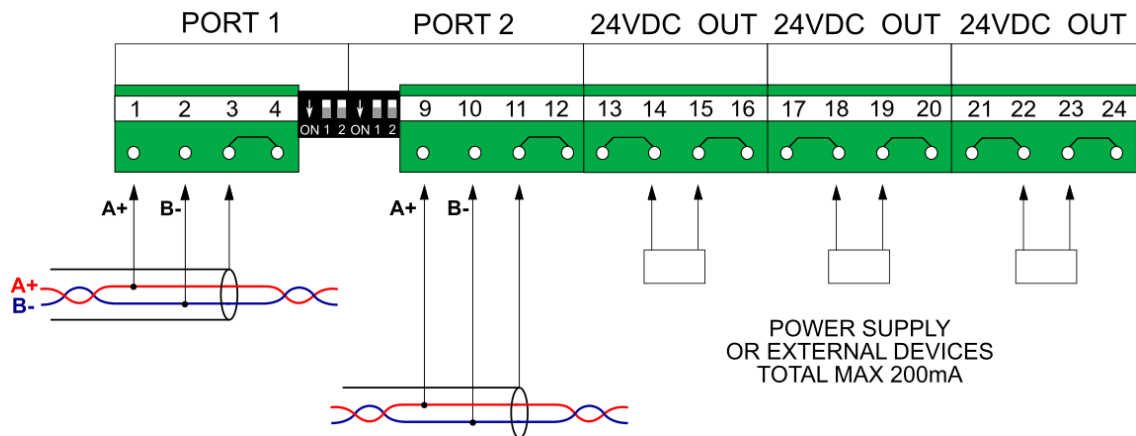 PORT 1 PORT 2 24VDC OUT 24VDC OUT 24VDC OUT
1 2 3 4 9 10 11 12 13 14 15 16 17 18 19 20 21 22 23 24
ON 1 2 ON 1 2
A+ B- A+ B-
A+
B-
POWER SUPPLY
OR EXTERNAL DEVICES
TOTAL MAX 200mA